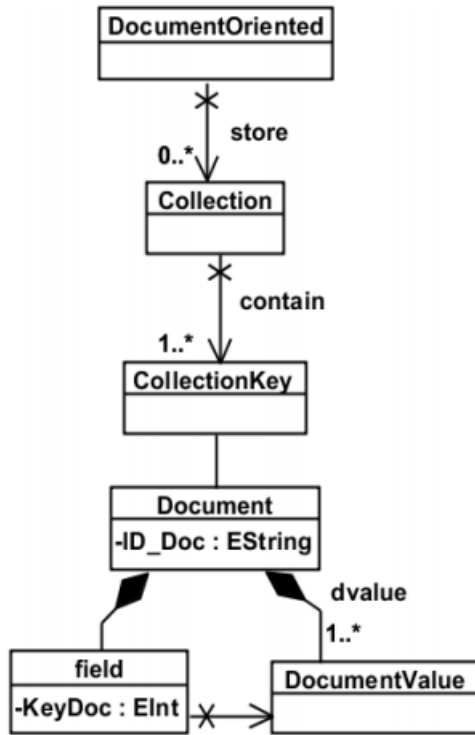 DocumentOriented
store
0..*
Collection
contain
1..*
CollectionKey
Document
-ID_Doc : EString
dvalue
1..*
field
-KeyDoc : EInt
DocumentValue